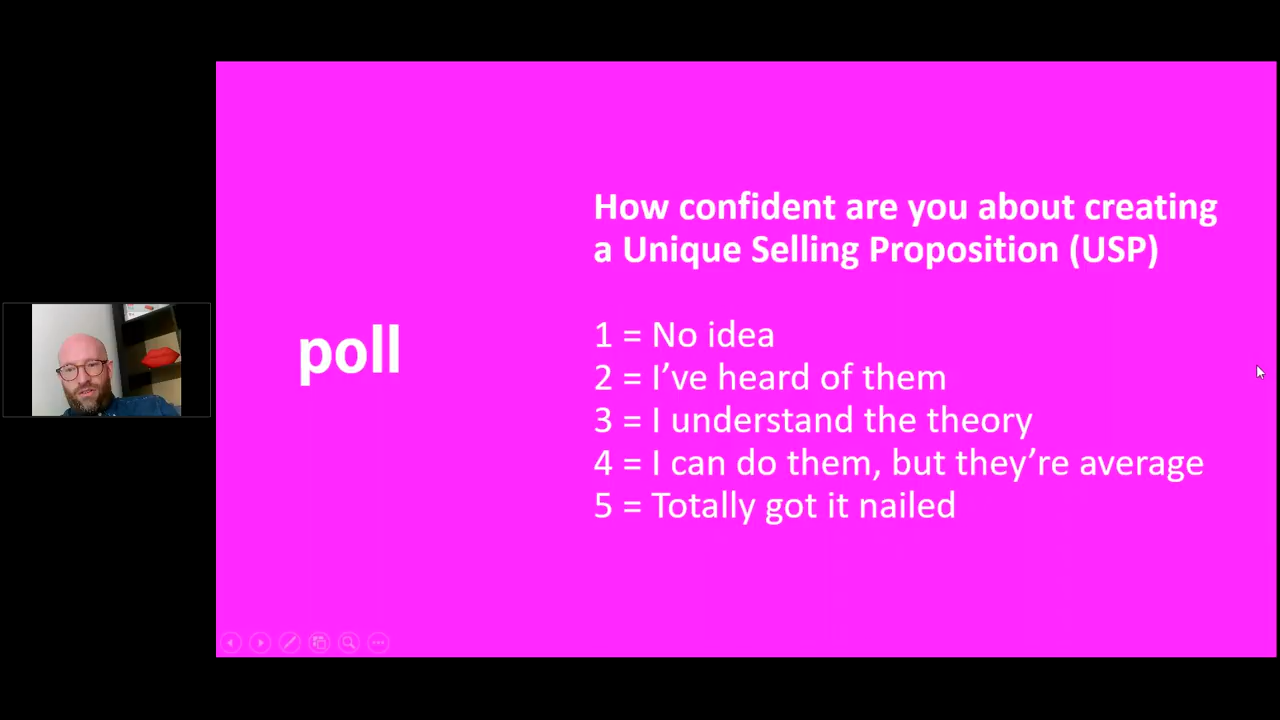 poll
How confident are you about creating
a Unique Selling Proposition (USP)
1 = No idea
2 = I’ve heard of them
3 = I understand the theory
4 = I can do them, but they’re average
5 = Totally got it nailed